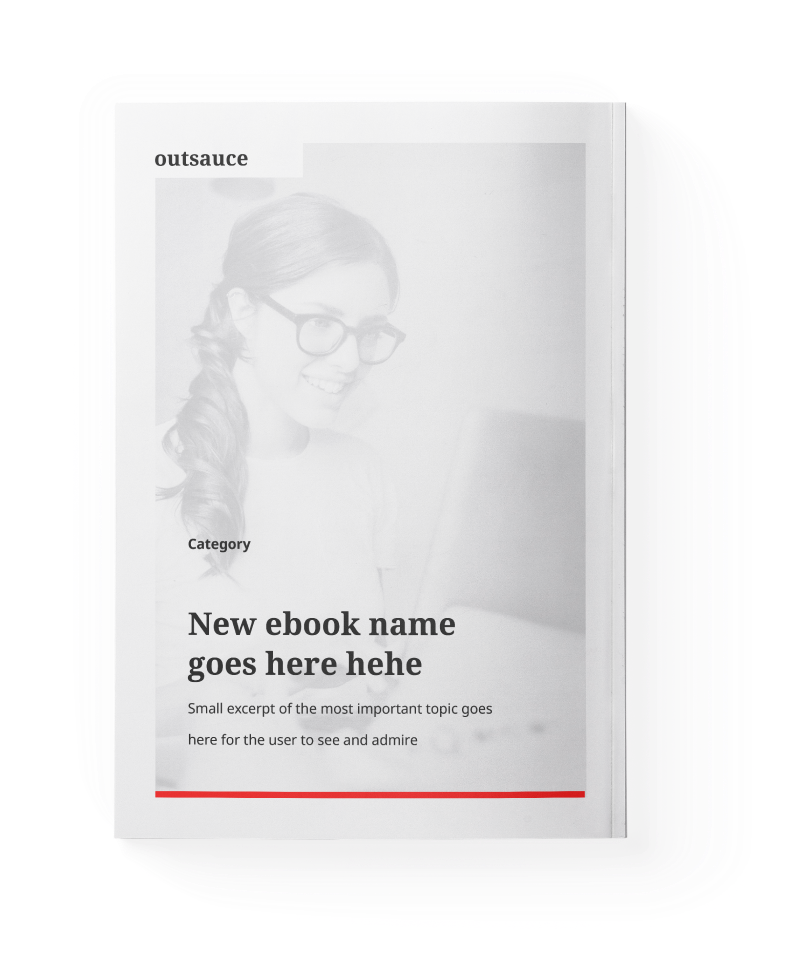 outsauce
Category
New ebook name
goes here hehe
Small excerpt of the most important topic goes
here for the user to see and admire